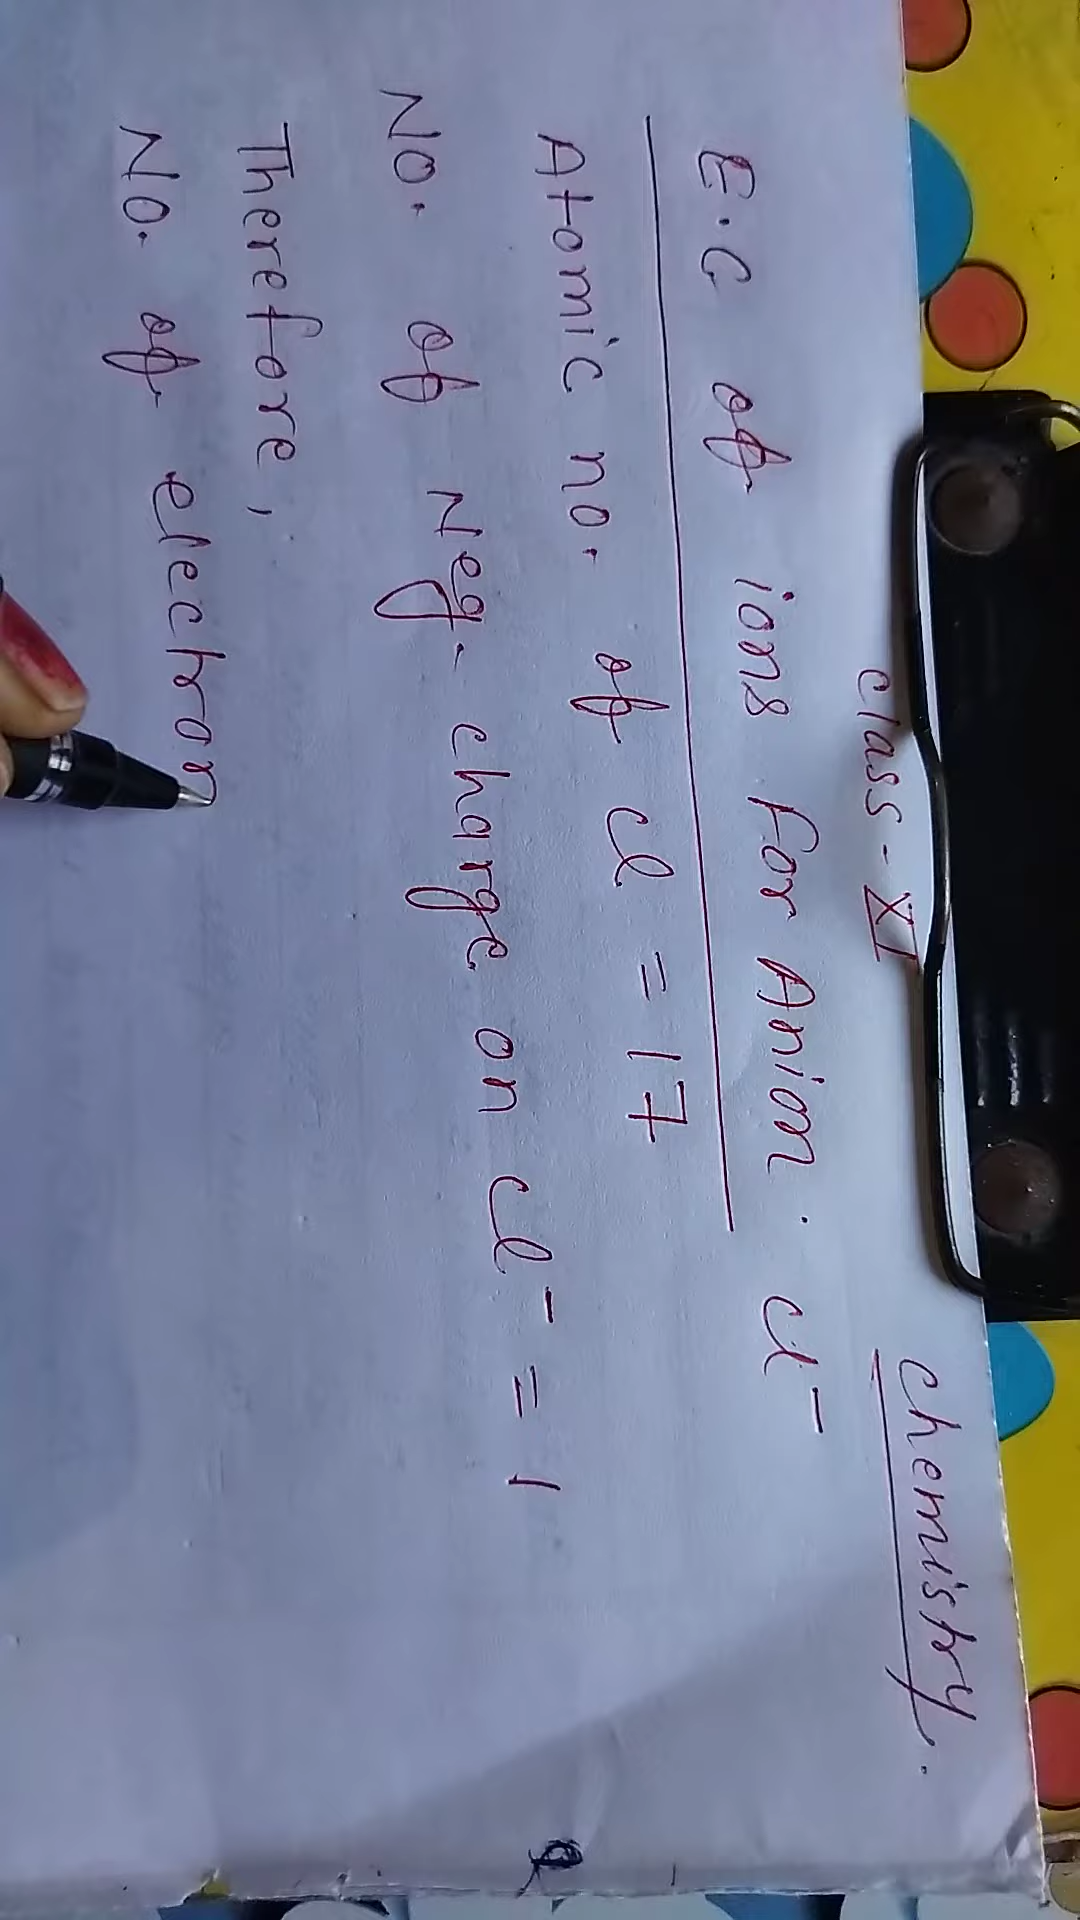 Chemistry.
class - XI
E.C of ions for Anion. Cl⁻
Atomic no. of Cl = 17
No. of Neg. charge on Cl⁻ = 1
Therefore,
No. of electron